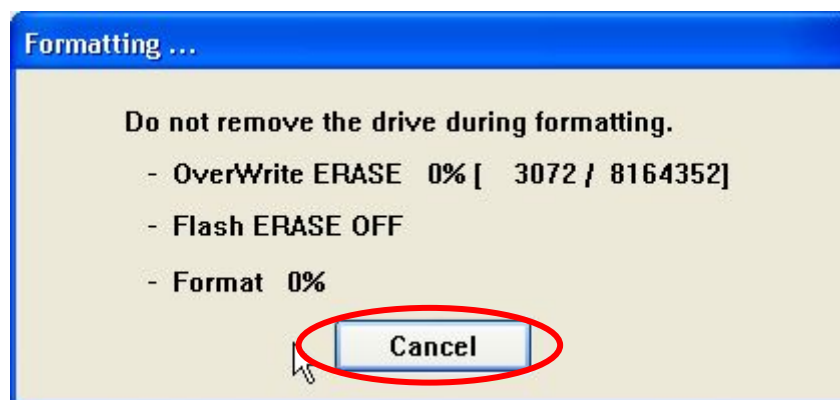 Formatting ...
Do not remove the drive during formatting.
- OverWrite ERASE 0% [ 3072 / 8164352]
- Flash ERASE OFF
- Format 0%
Cancel